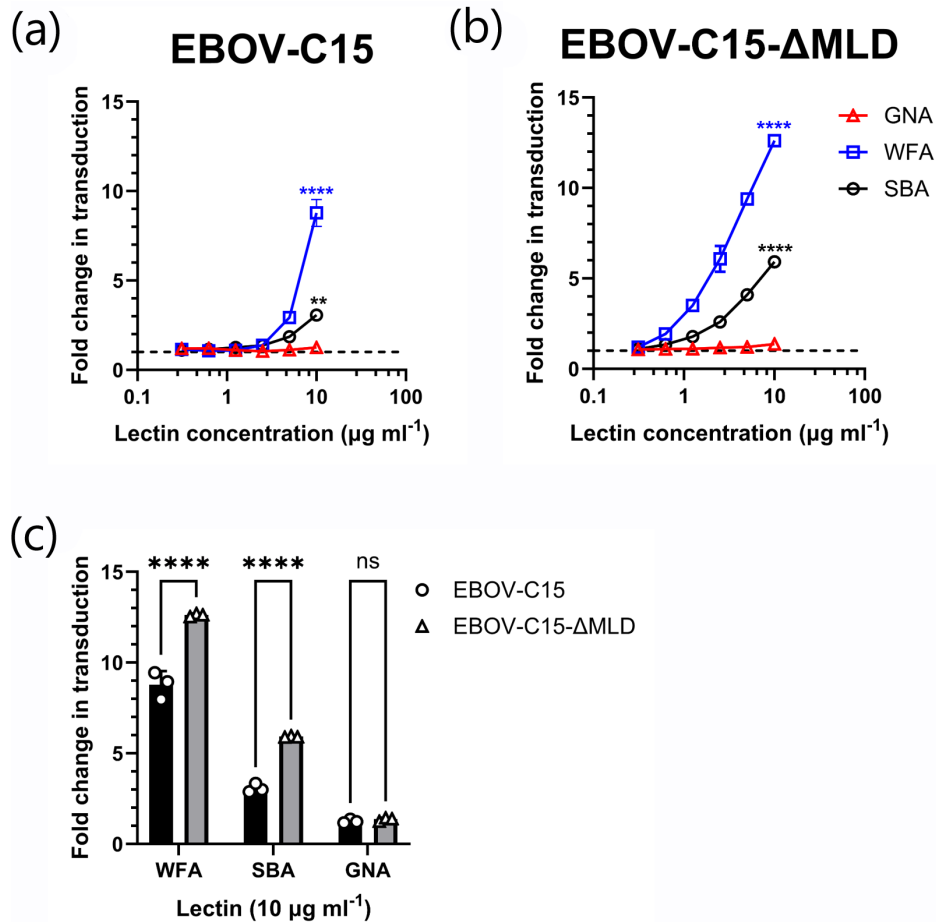 (a)
EBOV-C15
Fold change in transduction
15
10
5
0
****
**
0.1
1
10
100
Lectin concentration (µg ml⁻¹)
(b)
EBOV-C15-ΔMLD
Fold change in transduction
15
10
5
0
****
****
0.1
1
10
100
Lectin concentration (µg ml⁻¹)
GNA
WFA
SBA
(c)
Fold change in transduction
15
10
5
0
****
****
ns
EBOV-C15
EBOV-C15-ΔMLD
WFA
SBA
GNA
Lectin (10 µg ml⁻¹)